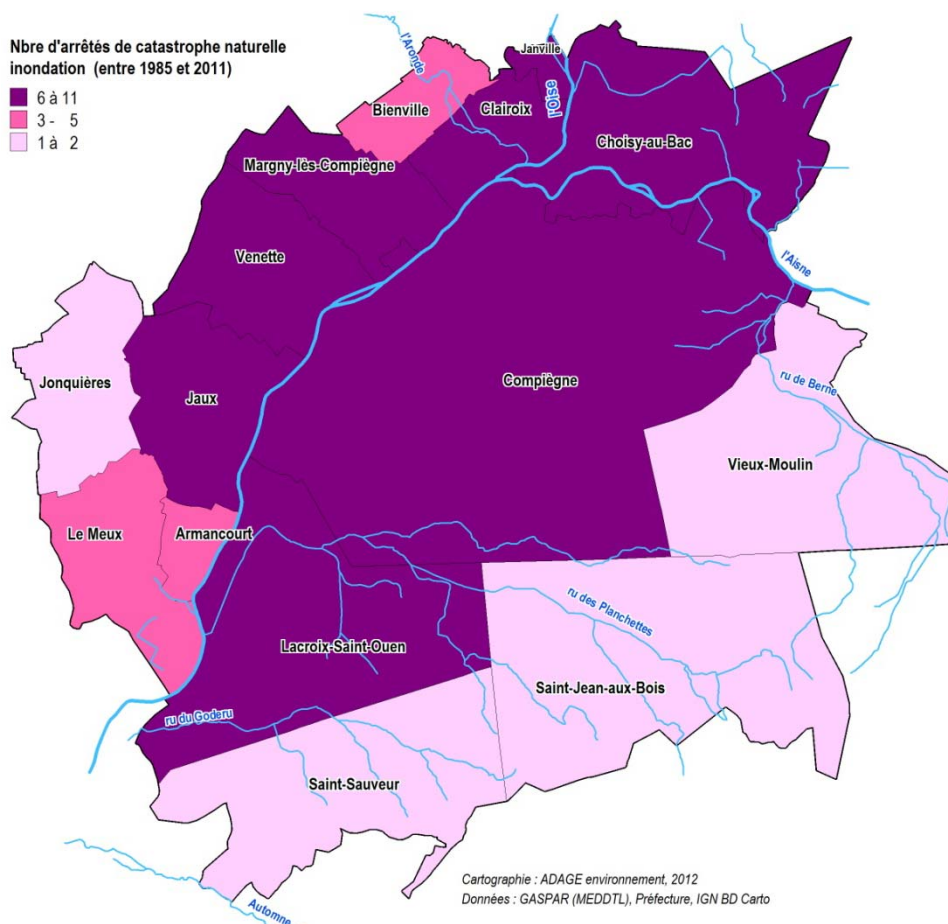 Nbre d'arrêtés de catastrophe naturelle
inondation (entre 1985 et 2011)
6 à 11
3 - 5
1 à 2
l'Aronde
Janville
Bienville
Clairoix
l'Oise
Choisy-au-Bac
Margny-lès-Compiègne
Venette
l'Aisne
Jonquières
Jaux
Compiègne
ru de Berne
Vieux-Moulin
Le Meux
Armancourt
ru des Planchettes
Lacroix-Saint-Ouen
Saint-Jean-aux-Bois
ru du Goderu
Saint-Sauveur
Automne
Cartographie : ADAGE environnement, 2012
Données : GASPAR (MEDDTL), Préfecture, IGN BD Carto